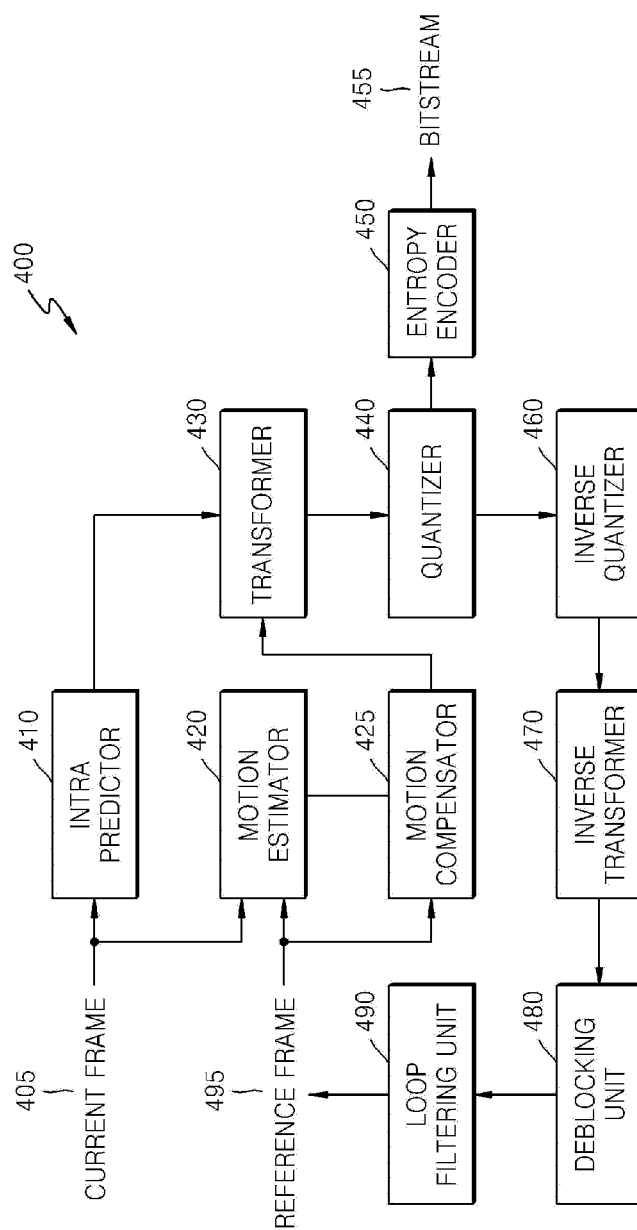 400
405
CURRENT FRAME
495
REFERENCE FRAME
410
INTRA
PREDICTOR
420
MOTION
ESTIMATOR
425
MOTION
COMPENSATOR
430
TRANSFORMER
440
QUANTIZER
450
ENTROPY
ENCODER
455
BITSTREAM
460
INVERSE
QUANTIZER
470
INVERSE
TRANSFORMER
480
DEBLOCKING
UNIT
490
LOOP
FILTERING UNIT